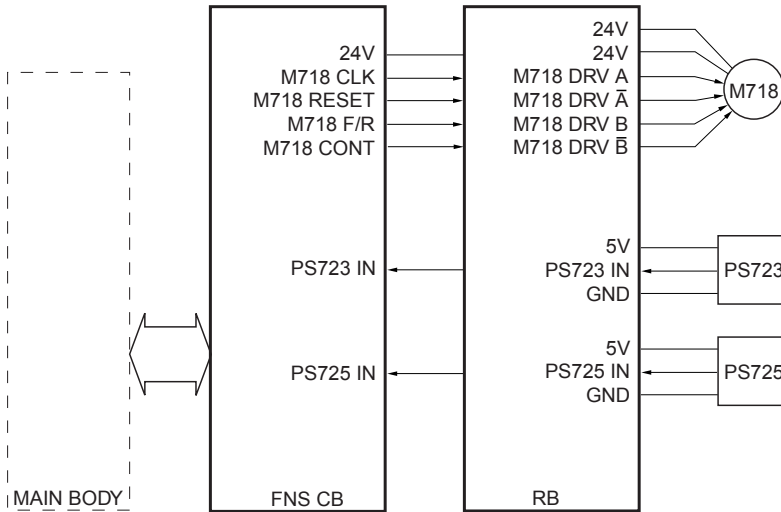 24V
M718 CLK
M718 RESET
M718 F/R
M718 CONT
PS723 IN
PS725 IN
24V
24V
M718 DRV A
M718 DRV A̅
M718 DRV B
M718 DRV B̅
M718
5V
PS723 IN
GND
PS723
5V
PS725 IN
GND
PS725
MAIN BODY
FNS CB
RB